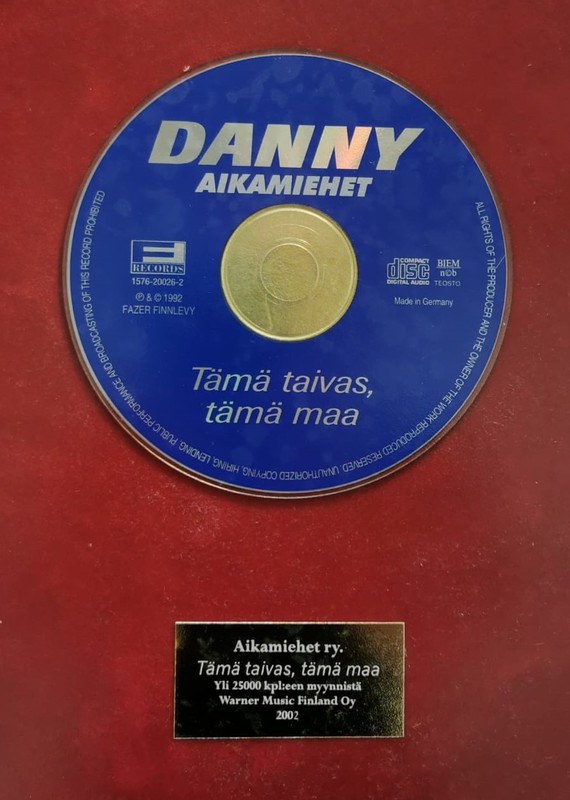 DANNY
AIKAMIEHET
F
RECORDS
1576-20026-2
℗ & © 1992
FAZER FINNLEVY
COMPACT
disc
DIGITAL AUDIO
BIEM
n©b
TEOSTO
Made in Germany
Tämä taivas,
tämä maa
ALL RIGHTS OF THE PRODUCER AND THE OWNER OF THE WORK REPRODUCED RESERVED. UNAUTHORIZED COPYING, HIRING, LENDING, PUBLIC PERFORMANCE AND BROADCASTING OF THIS RECORD PROHIBITED
Aikamiehet ry.
Tämä taivas, tämä maa
Yli 25000 kpl:een myynnistä
Warner Music Finland Oy
2002